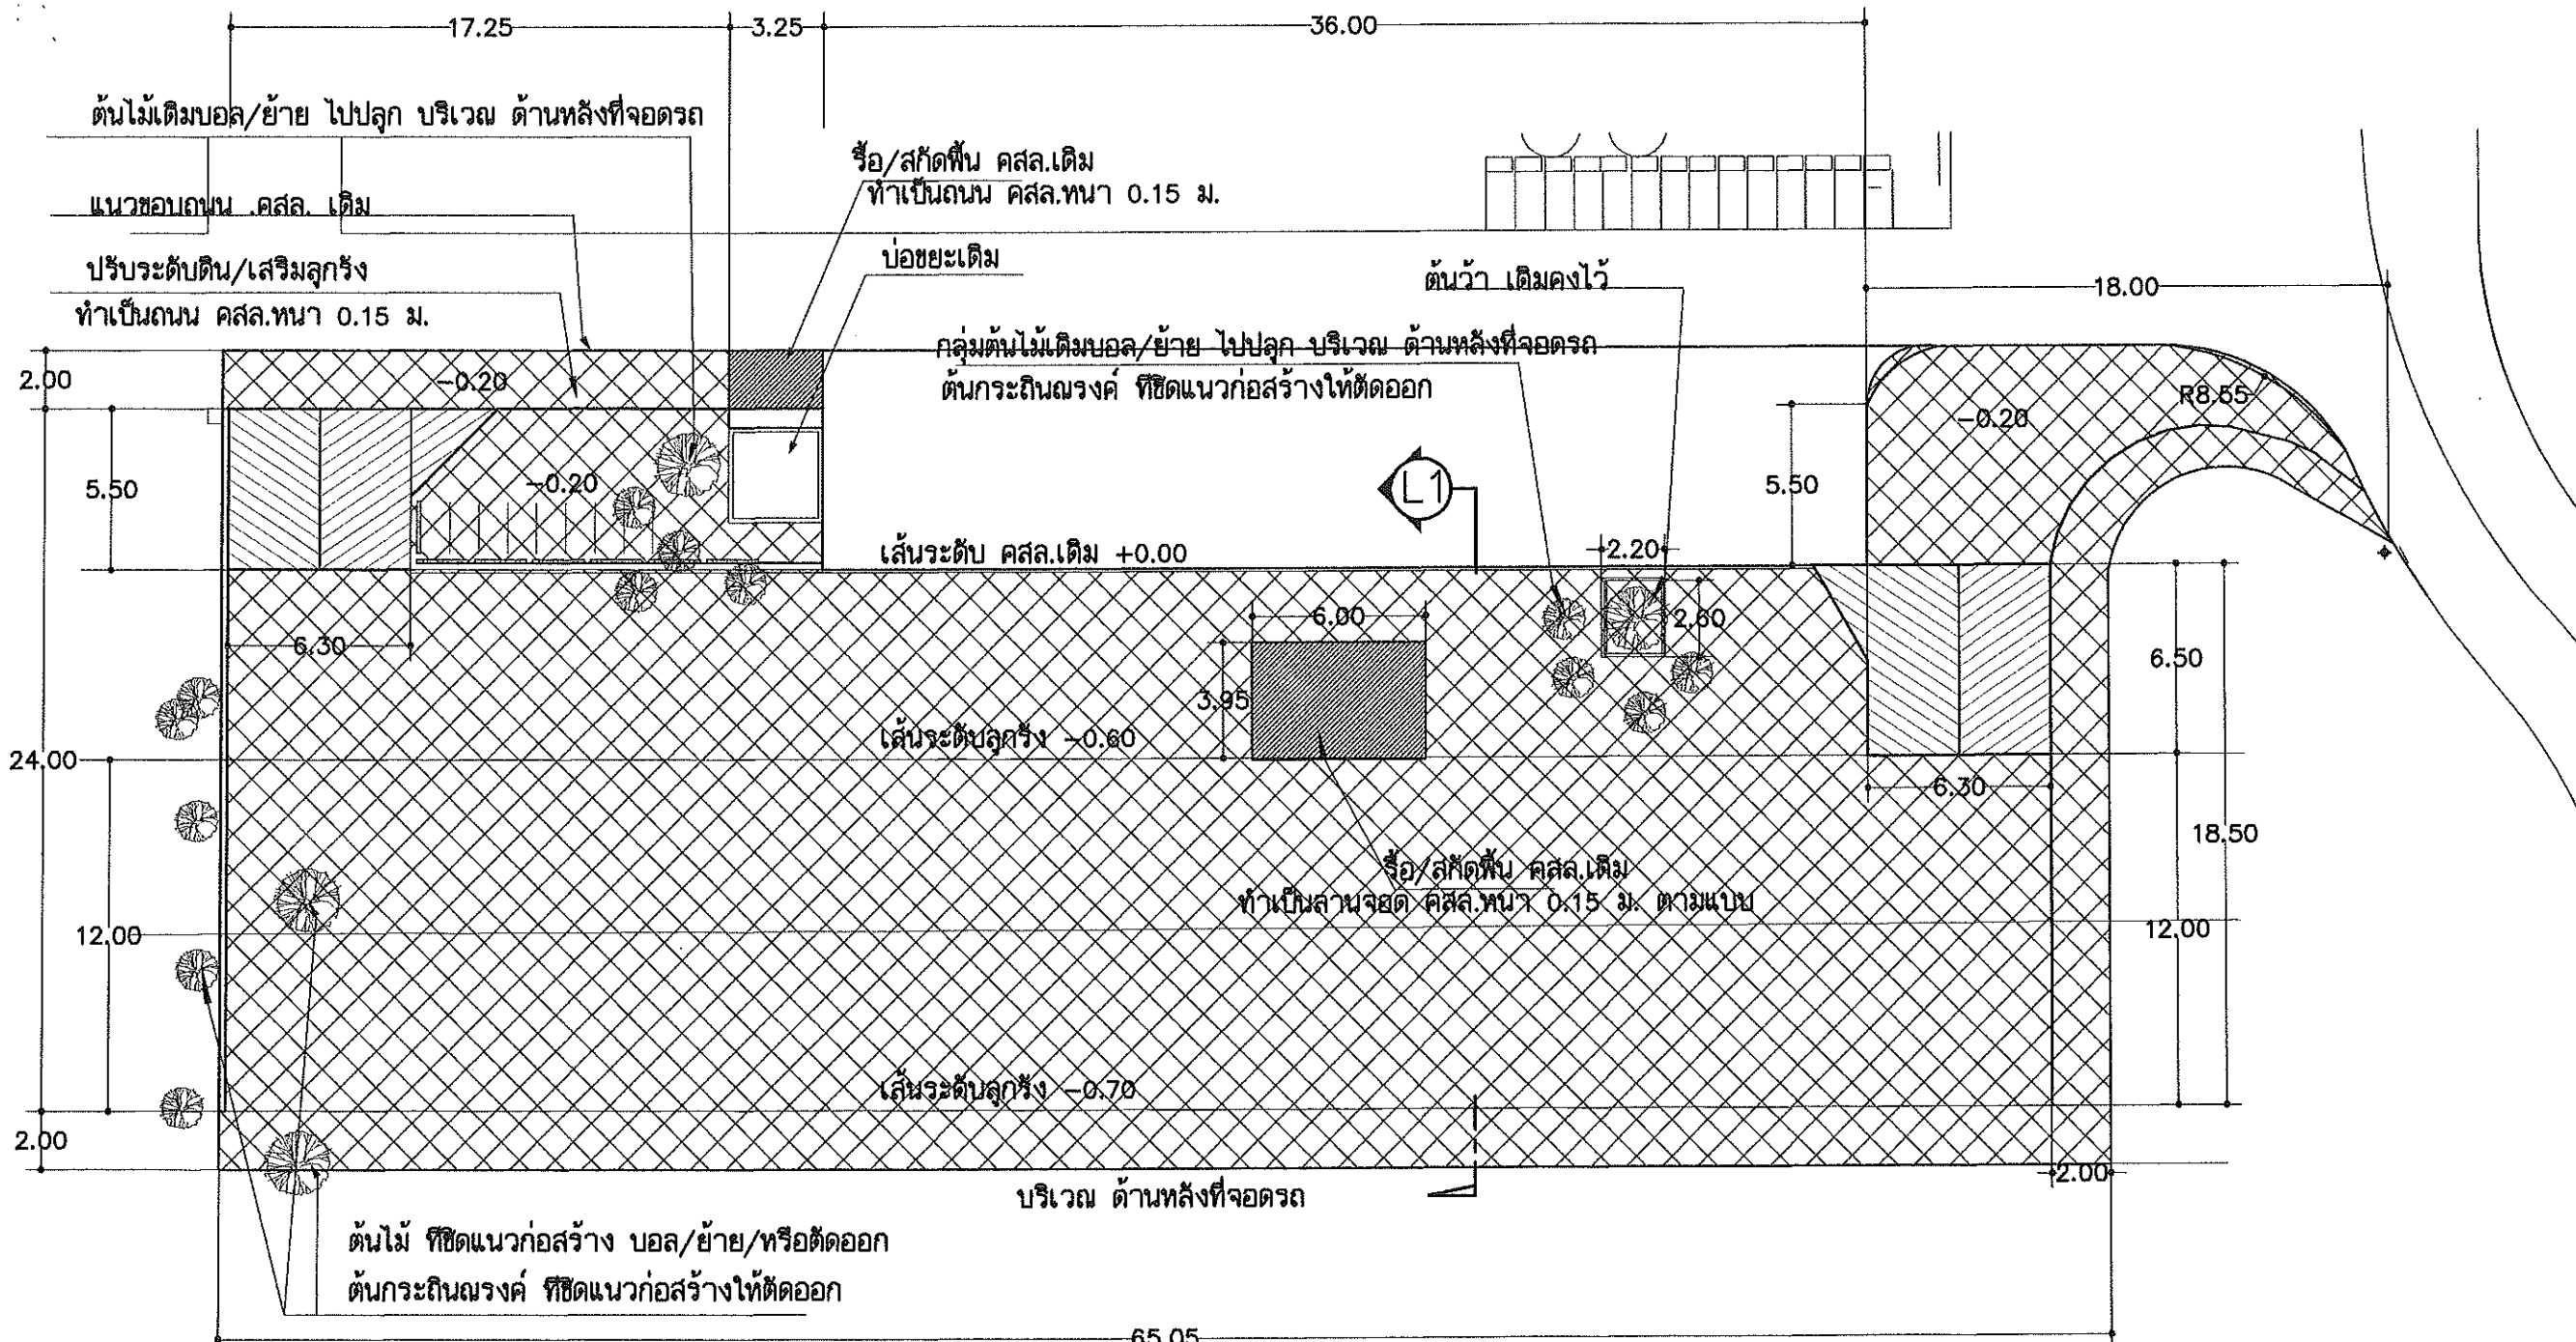 17.25
3.25
36.00
ต้นไม้เดิมบอล/ย้าย ไปปลูก บริเวณ ด้านหลังที่จอดรถ
รื้อ/สกัดพื้น คสล.เดิม
ทำเป็นถนน คสล.หนา 0.15 ม.
แนวขอบถนน .คสล. เดิม
บ่อขยะเดิม
ปรับระดับดิน/เสริมลูกรัง
ทำเป็นถนน คสล.หนา 0.15 ม.
ต้นว้า เดิมคงไว้
18.00
กลุ่มต้นไม้เดิมบอล/ย้าย ไปปลูก บริเวณ ด้านหลังที่จอดรถ
ต้นกระถินณรงค์ ที่ชิดแนวก่อสร้างให้ตัดออก
2.00
-0.20
R8.55
-0.20
5.50
-0.20
L1
5.50
เส้นระดับ คสล.เดิม +0.00
2.20
6.00
2.60
6.30
6.50
3.95
เส้นระดับลูกรัง -0.60
24.00
6.30
18.50
รื้อ/สกัดพื้น คสล.เดิม
ทำเป็นลานจอด คสล.หนา 0.15 ม. ตามแบบ
12.00
12.00
เส้นระดับลูกรัง -0.70
2.00
2.00
บริเวณ ด้านหลังที่จอดรถ
ต้นไม้ ที่ชิดแนวก่อสร้าง บอล/ย้าย/หรือตัดออก
ต้นกระถินณรงค์ ที่ชิดแนวก่อสร้างให้ตัดออก
65.05